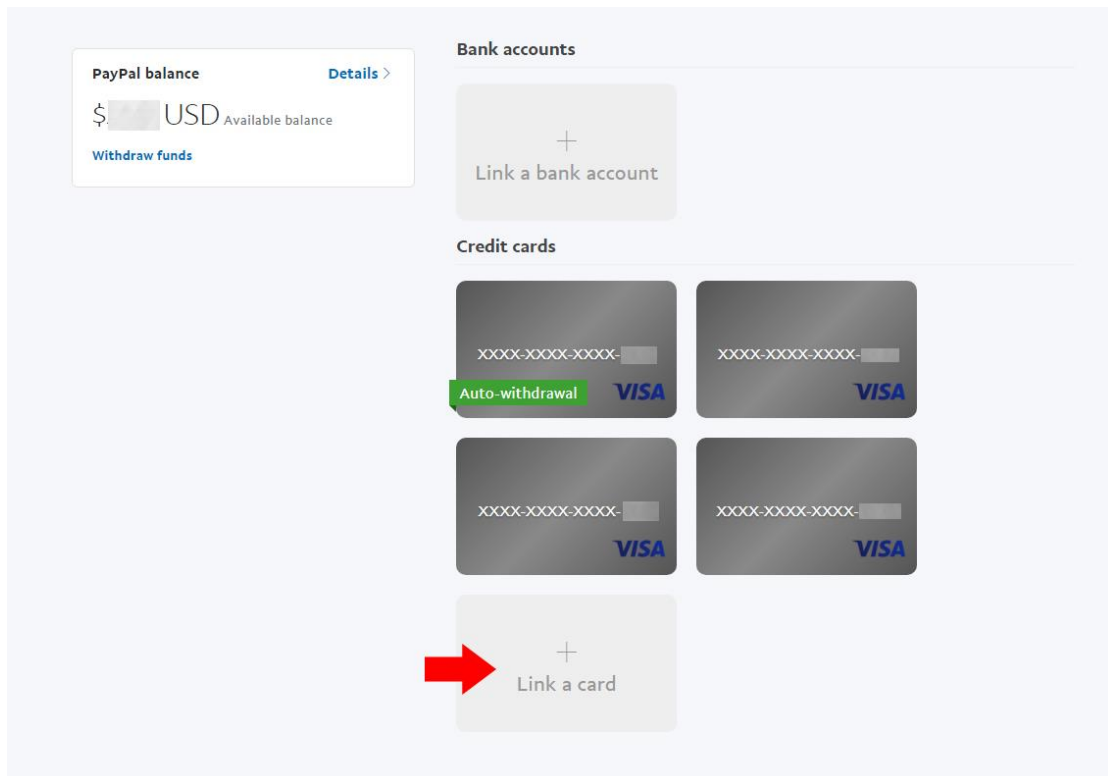 PayPal balance
Details >
$ USD Available balance
Withdraw funds
Bank accounts
+
Link a bank account
Credit cards
XXXX-XXXX-XXXX-
Auto-withdrawal
VISA
XXXX-XXXX-XXXX-
VISA
XXXX-XXXX-XXXX-
VISA
XXXX-XXXX-XXXX-
VISA
+
Link a card